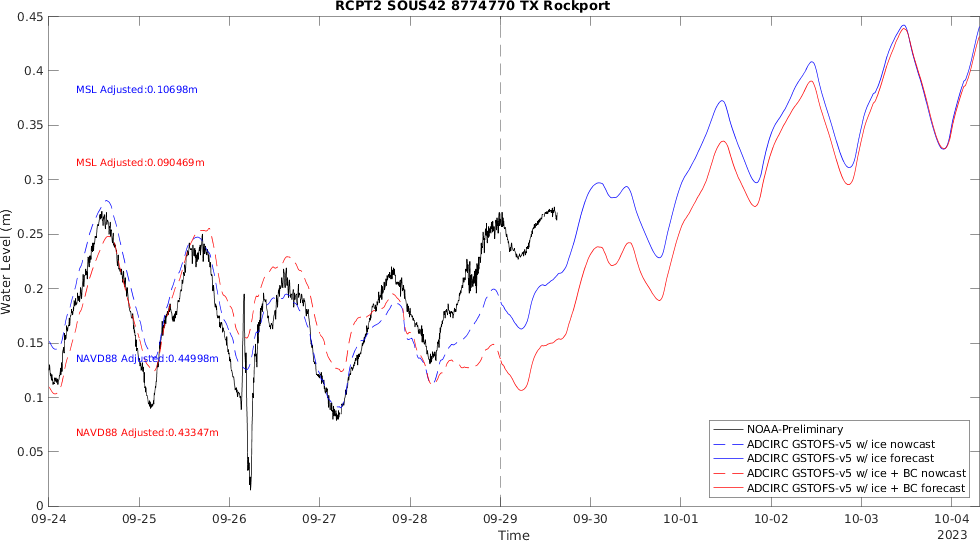 RCPT2 SOUS42 8774770 TX Rockport
0.45
0.4
0.35
0.3
0.25
0.2
0.15
0.1
0.05
0
Water Level (m)
MSL Adjusted:0.10698m
MSL Adjusted:0.090469m
NAVD88 Adjusted:0.44998m
NAVD88 Adjusted:0.43347m
NOAA-Preliminary
ADCIRC GSTOFS-v5 w/ ice nowcast
ADCIRC GSTOFS-v5 w/ ice forecast
ADCIRC GSTOFS-v5 w/ ice + BC nowcast
ADCIRC GSTOFS-v5 w/ ice + BC forecast
09-24 09-25 09-26 09-27 09-28 09-29 09-30 10-01 10-02 10-03 10-04
Time
2023